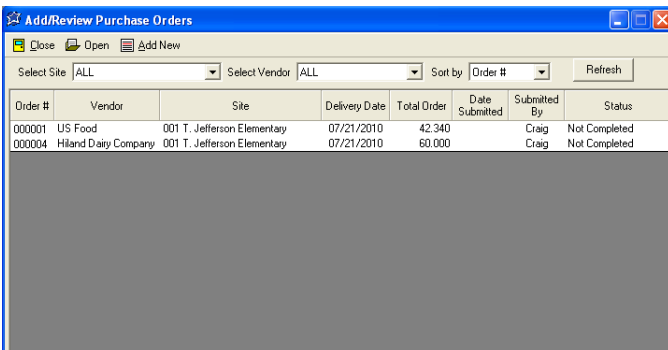 Add/Review Purchase Orders
Close Open Add New
Select Site ALL Select Vendor ALL Sort by Order # Refresh
Order # Vendor Site Delivery Date Total Order Date Submitted Submitted By Status
000001 US Food 001 T. Jefferson Elementary 07/21/2010 42.340 Craig Not Completed
000004 Hiland Dairy Company 001 T. Jefferson Elementary 07/21/2010 60.000 Craig Not Completed